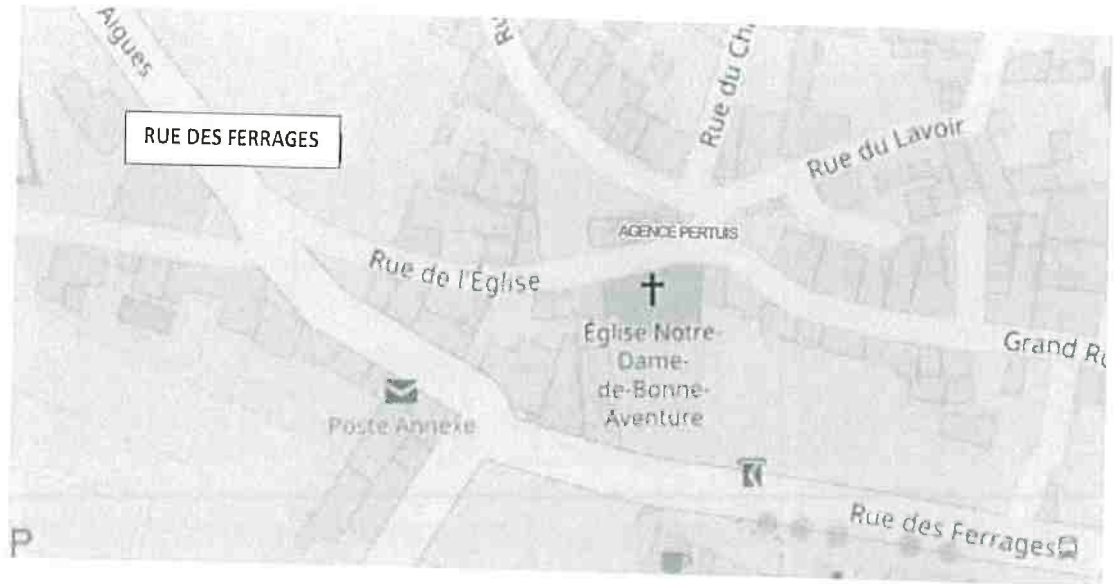 Aigues
RUE DES FERRAGES
Rue du Ch
Rue du Lavoir
AGENCE PERTUIS
Rue de l'Église
Église Notre-
Dame-
de-Bonne-
Aventure
Grand Ru
Poste Annexe
Rue des Ferrages
P